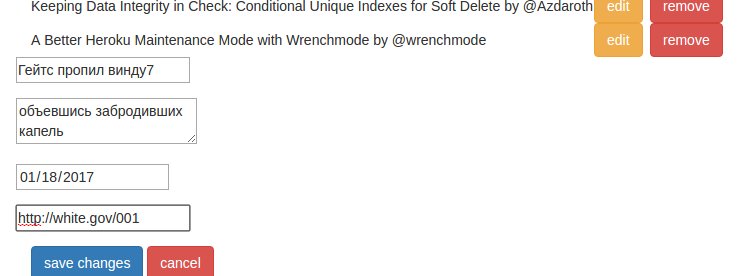 Keeping Data Integrity in Check: Conditional Unique Indexes for Soft Delete by @Azdaroth edit remove
A Better Heroku Maintenance Mode with Wrenchmode by @wrenchmode edit remove
Гейтс пропил винду7
объевшись забродивших
капель
01/18/2017
http://white.gov/001
save changes cancel